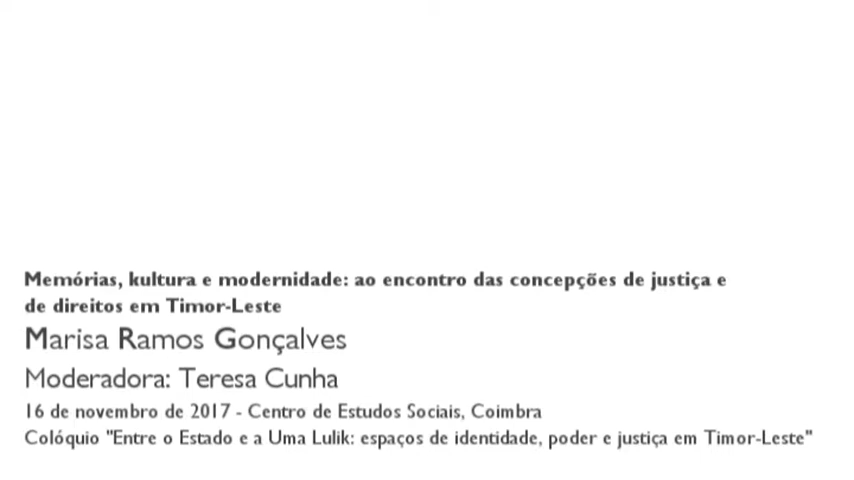 Memórias, kultura e modernidade: ao encontro das concepções de justiça e
de direitos em Timor-Leste
Marisa Ramos Gonçalves
Moderadora: Teresa Cunha
16 de novembro de 2017 - Centro de Estudos Sociais, Coimbra
Colóquio "Entre o Estado e a Uma Lulik: espaços de identidade, poder e justiça em Timor-Leste"